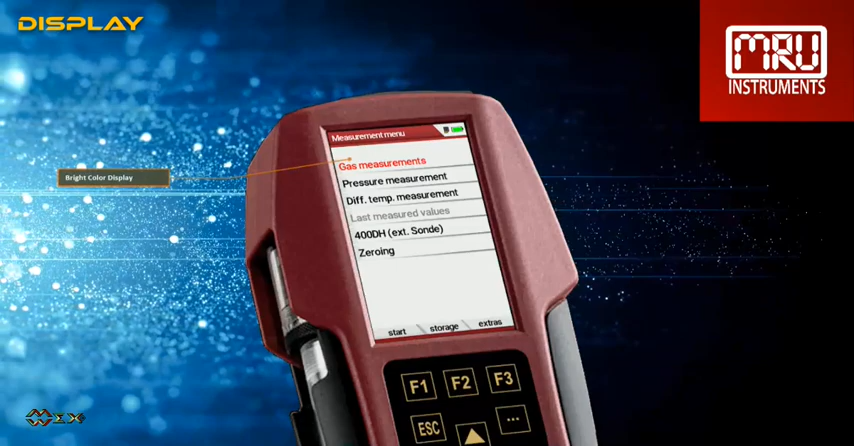 DISPLAY
MRU
INSTRUMENTS
Bright Color Display
Measurement menu
Gas measurements
Pressure measurement
Diff. temp. measurement
Last measured values
400DH (ext. Sonde)
Zeroing
start storage extras
F1 F2 F3
ESC ...